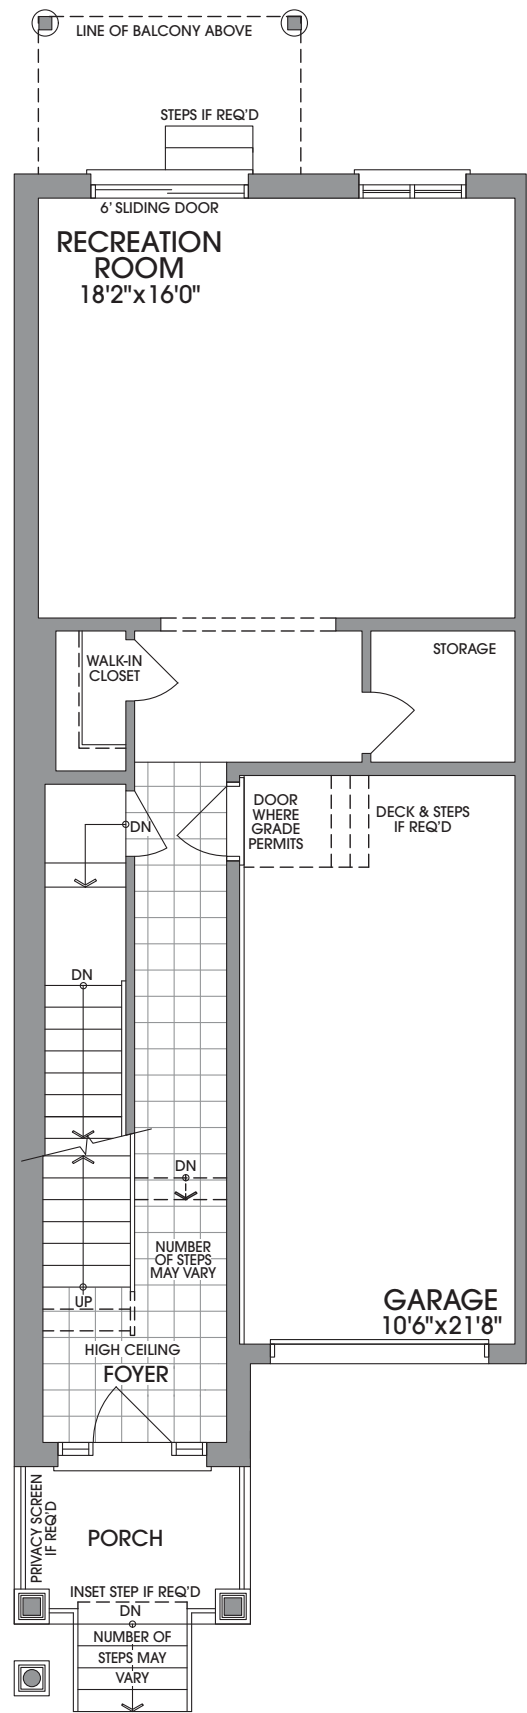 LINE OF BALCONY ABOVE
STEPS IF REQ'D
6' SLIDING DOOR
RECREATION
ROOM
18'2"x16'0"
WALK-IN
CLOSET
STORAGE
DN
DOOR
WHERE
GRADE
PERMITS
DECK & STEPS
IF REQ'D
DN
DN
NUMBER
OF STEPS
MAY VARY
UP
GARAGE
10'6"x21'8"
HIGH CEILING
FOYER
PRIVACY SCREEN
IF REQ'D
PORCH
INSET STEP IF REQ'D
DN
NUMBER OF
STEPS MAY
VARY